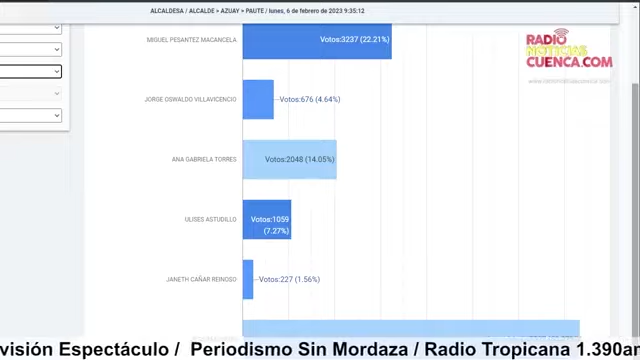 ALCALDESA / ALCALDE > AZUAY > PAUTE / lunes, 6 de febrero de 2023 9:35:12
MIGUEL PESANTEZ MACANCELA
Votos:3237 (22.21%)
RADIO
NOTICIAS
CUENCA.COM
JORGE OSWALDO VILLAVICENCIO
Votos:676 (4.64%)
ANA GABRIELA TORRES
Votos:2048 (14.05%)
ULISES ASTUDILLO
Votos:1059
(7.27%)
JANETH CAÑAR REINOSO
Votos:227 (1.56%)
visión Espectáculo / Periodismo Sin Mordaza / Radio Tropicana 1.390am